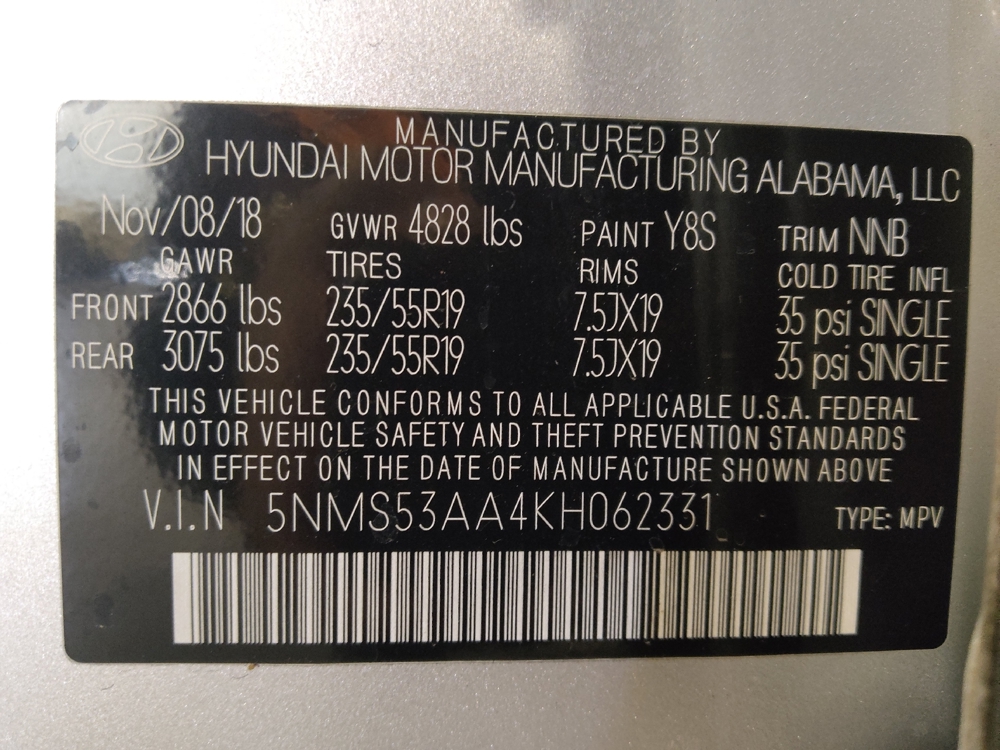 MANUFACTURED BY
HYUNDAI MOTOR MANUFACTURING ALABAMA, LLC
Nov/08/18 GVWR 4828 lbs PAINT Y8S TRIM NNB
GAWR TIRES RIMS COLD TIRE INFL
FRONT 2866 lbs 235/55R19 7.5JX19 35 psi SINGLE
REAR 3075 lbs 235/55R19 7.5JX19 35 psi SINGLE
THIS VEHICLE CONFORMS TO ALL APPLICABLE U.S.A. FEDERAL
MOTOR VEHICLE SAFETY AND THEFT PREVENTION STANDARDS
IN EFFECT ON THE DATE OF MANUFACTURE SHOWN ABOVE
V.I.N 5NMS53AA4KH062331 TYPE: MPV